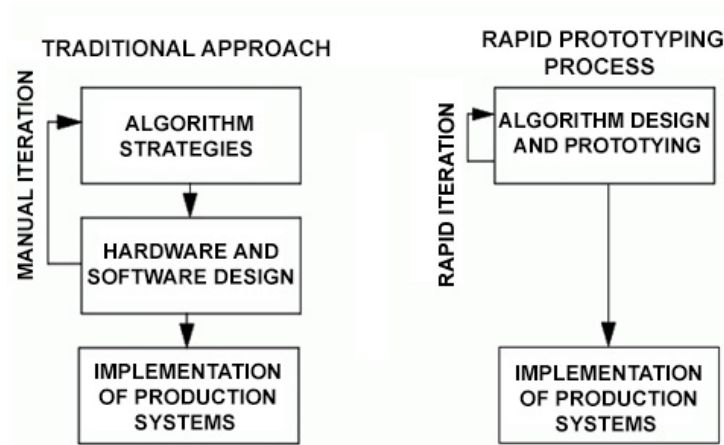 TRADITIONAL APPROACH
MANUAL ITERATION
ALGORITHM
STRATEGIES
HARDWARE AND
SOFTWARE DESIGN
IMPLEMENTATION
OF PRODUCTION
SYSTEMS
RAPID PROTOTYPING
PROCESS
RAPID ITERATION
ALGORITHM DESIGN
AND PROTOTYING
IMPLEMENTATION
OF PRODUCTION
SYSTEMS